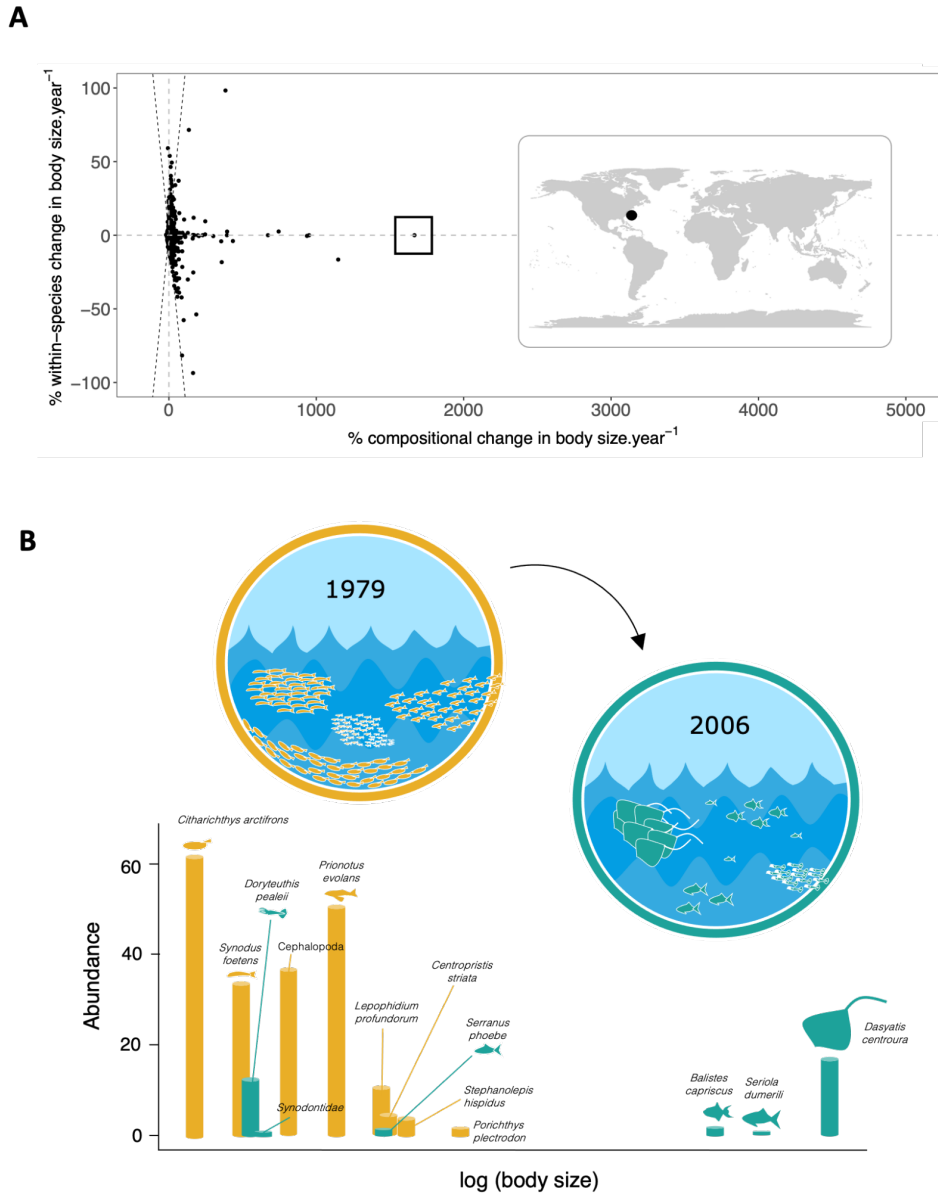 A
% within-species change in body size.year−1
100
50
0
−50
−100
0
1000
2000
3000
4000
5000
% compositional change in body size.year−1
B
1979
2006
Abundance
60
40
20
0
Citharichthys arctifrons
Doryteuthis
pealeii
Prionotus
evolans
Synodus
foetens
Cephalopoda
Centropristis
striata
Lepophidium
profundorum
Serranus
phoebe
Stephanolepis
hispidus
Synodontidae
Porichthys
plectrodon
Balistes
capriscus
Seriola
dumerili
Dasyatis
centroura
log (body size)